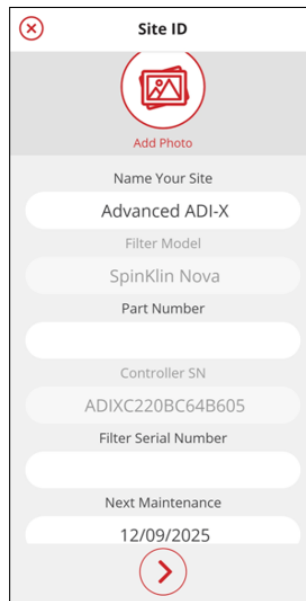 Site ID
Add Photo
Name Your Site
Advanced ADI-X
Filter Model
SpinKlin Nova
Part Number
Controller SN
ADIXC220BC64B605
Filter Serial Number
Next Maintenance
12/09/2025